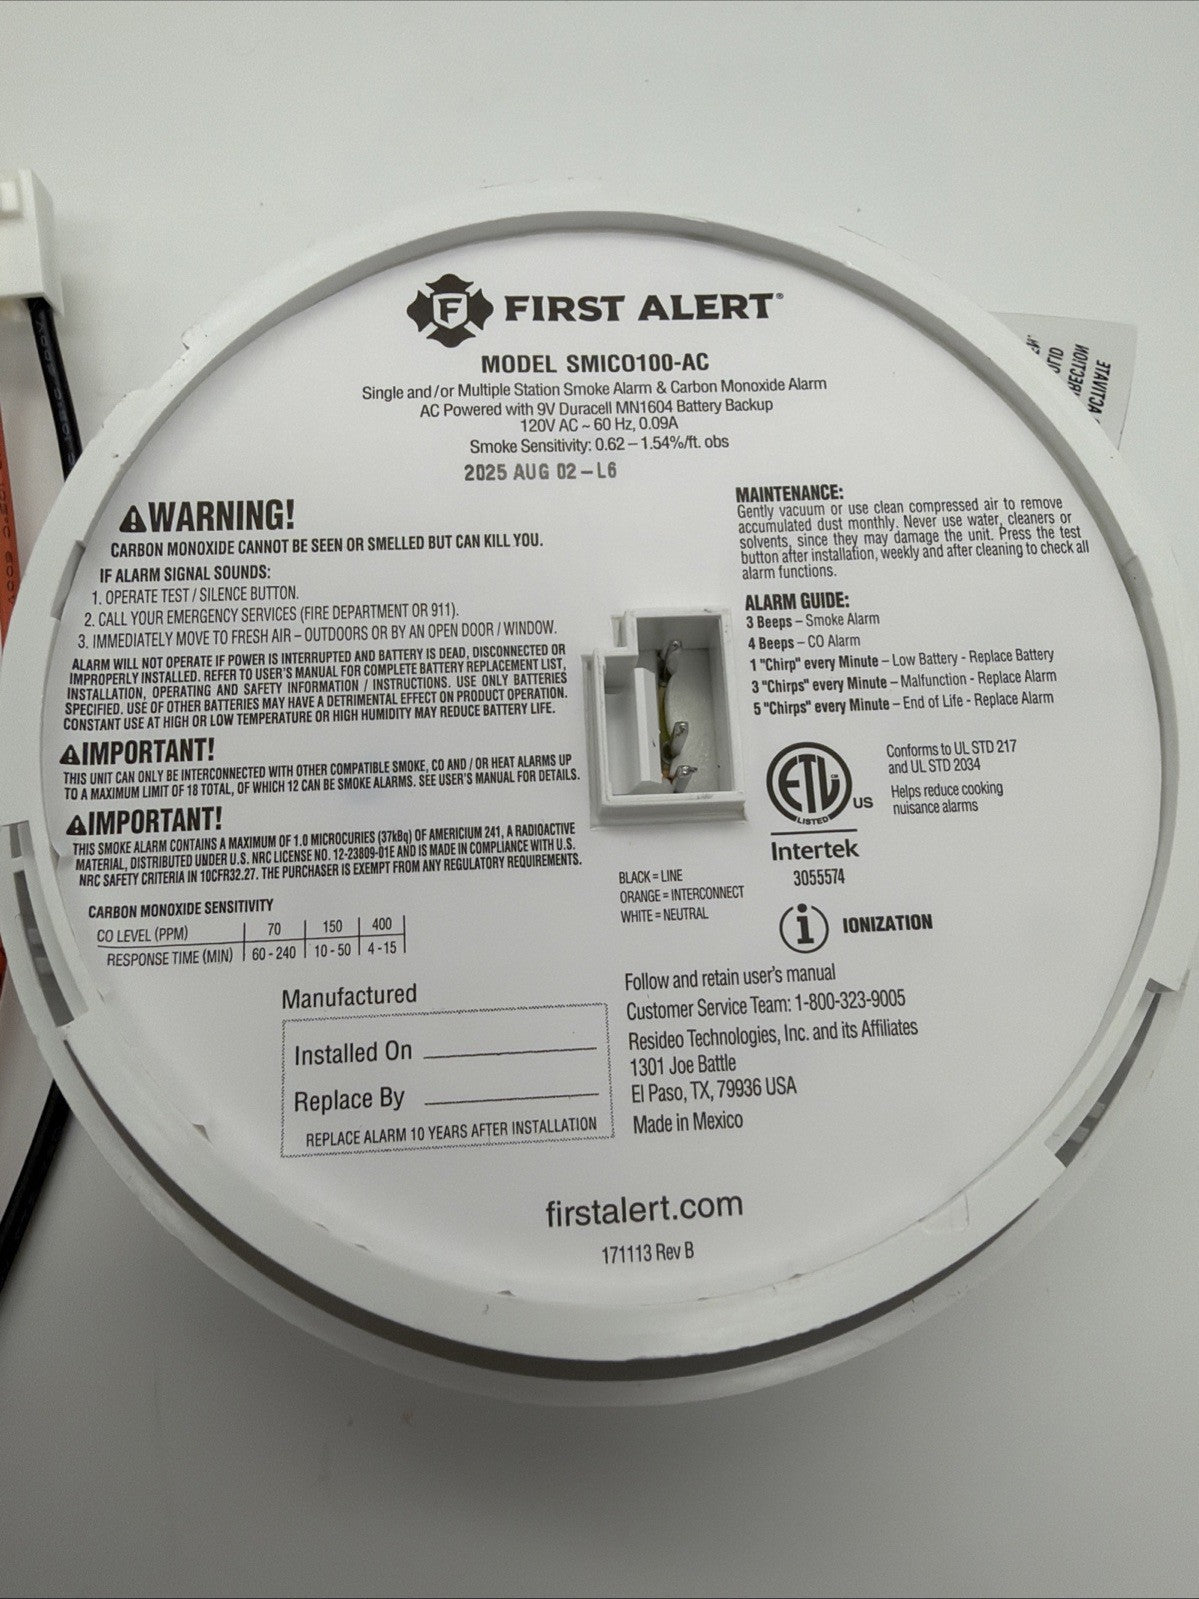 FIRST ALERT®
MODEL SMICO100-AC
Single and/or Multiple Station Smoke Alarm & Carbon Monoxide Alarm
AC Powered with 9V Duracell MN1604 Battery Backup
120V AC ~ 60 Hz, 0.09A
Smoke Sensitivity: 0.62 – 1.54%/ft. obs
2025 AUG 02 – L6
WARNING!
CARBON MONOXIDE CANNOT BE SEEN OR SMELLED BUT CAN KILL YOU.
IF ALARM SIGNAL SOUNDS:
1. OPERATE TEST / SILENCE BUTTON.
2. CALL YOUR EMERGENCY SERVICES (FIRE DEPARTMENT OR 911).
3. IMMEDIATELY MOVE TO FRESH AIR – OUTDOORS OR BY AN OPEN DOOR / WINDOW.
ALARM WILL NOT OPERATE IF POWER IS INTERRUPTED AND BATTERY IS DEAD, DISCONNECTED OR
IMPROPERLY INSTALLED. REFER TO USER'S MANUAL FOR COMPLETE BATTERY REPLACEMENT LIST,
INSTALLATION, OPERATING AND SAFETY INFORMATION / INSTRUCTIONS. USE ONLY BATTERIES
SPECIFIED. USE OF OTHER BATTERIES MAY HAVE A DETRIMENTAL EFFECT ON PRODUCT OPERATION.
CONSTANT USE AT HIGH OR LOW TEMPERATURE OR HIGH HUMIDITY MAY REDUCE BATTERY LIFE.
IMPORTANT!
THIS UNIT CAN ONLY BE INTERCONNECTED WITH OTHER COMPATIBLE SMOKE, CO AND / OR HEAT ALARMS UP
TO A MAXIMUM LIMIT OF 18 TOTAL, OF WHICH 12 CAN BE SMOKE ALARMS. SEE USER'S MANUAL FOR DETAILS.
IMPORTANT!
THIS SMOKE ALARM CONTAINS A MAXIMUM OF 1.0 MICROCURIES (37kBq) OF AMERICIUM 241, A RADIOACTIVE
MATERIAL, DISTRIBUTED UNDER U.S. NRC LICENSE NO. 12-23809-01E AND IS MADE IN COMPLIANCE WITH U.S.
NRC SAFETY CRITERIA IN 10CFR32.27. THE PURCHASER IS EXEMPT FROM ANY REGULATORY REQUIREMENTS.
CARBON MONOXIDE SENSITIVITY
CO LEVEL (PPM) 70 150 400
RESPONSE TIME (MIN) 60 - 240 10 - 50 4 - 15
MAINTENANCE:
Gently vacuum or use clean compressed air to remove
accumulated dust monthly. Never use water, cleaners or
solvents, since they may damage the unit. Press the test
button after installation, weekly and after cleaning to check all
alarm functions.
ALARM GUIDE:
3 Beeps – Smoke Alarm
4 Beeps – CO Alarm
1 "Chirp" every Minute – Low Battery - Replace Battery
3 "Chirps" every Minute – Malfunction - Replace Alarm
5 "Chirps" every Minute – End of Life - Replace Alarm
ETL
CM
LISTED
US
Intertek
3055574
Conforms to UL STD 217
and UL STD 2034
Helps reduce cooking
nuisance alarms
BLACK = LINE
ORANGE = INTERCONNECT
WHITE = NEUTRAL
i IONIZATION
Manufactured
Installed On
Replace By
REPLACE ALARM 10 YEARS AFTER INSTALLATION
Follow and retain user's manual
Customer Service Team: 1-800-323-9005
Resideo Technologies, Inc. and its Affiliates
1301 Joe Battle
El Paso, TX, 79936 USA
Made in Mexico
firstalert.com
171113 Rev B
ACTIVATE